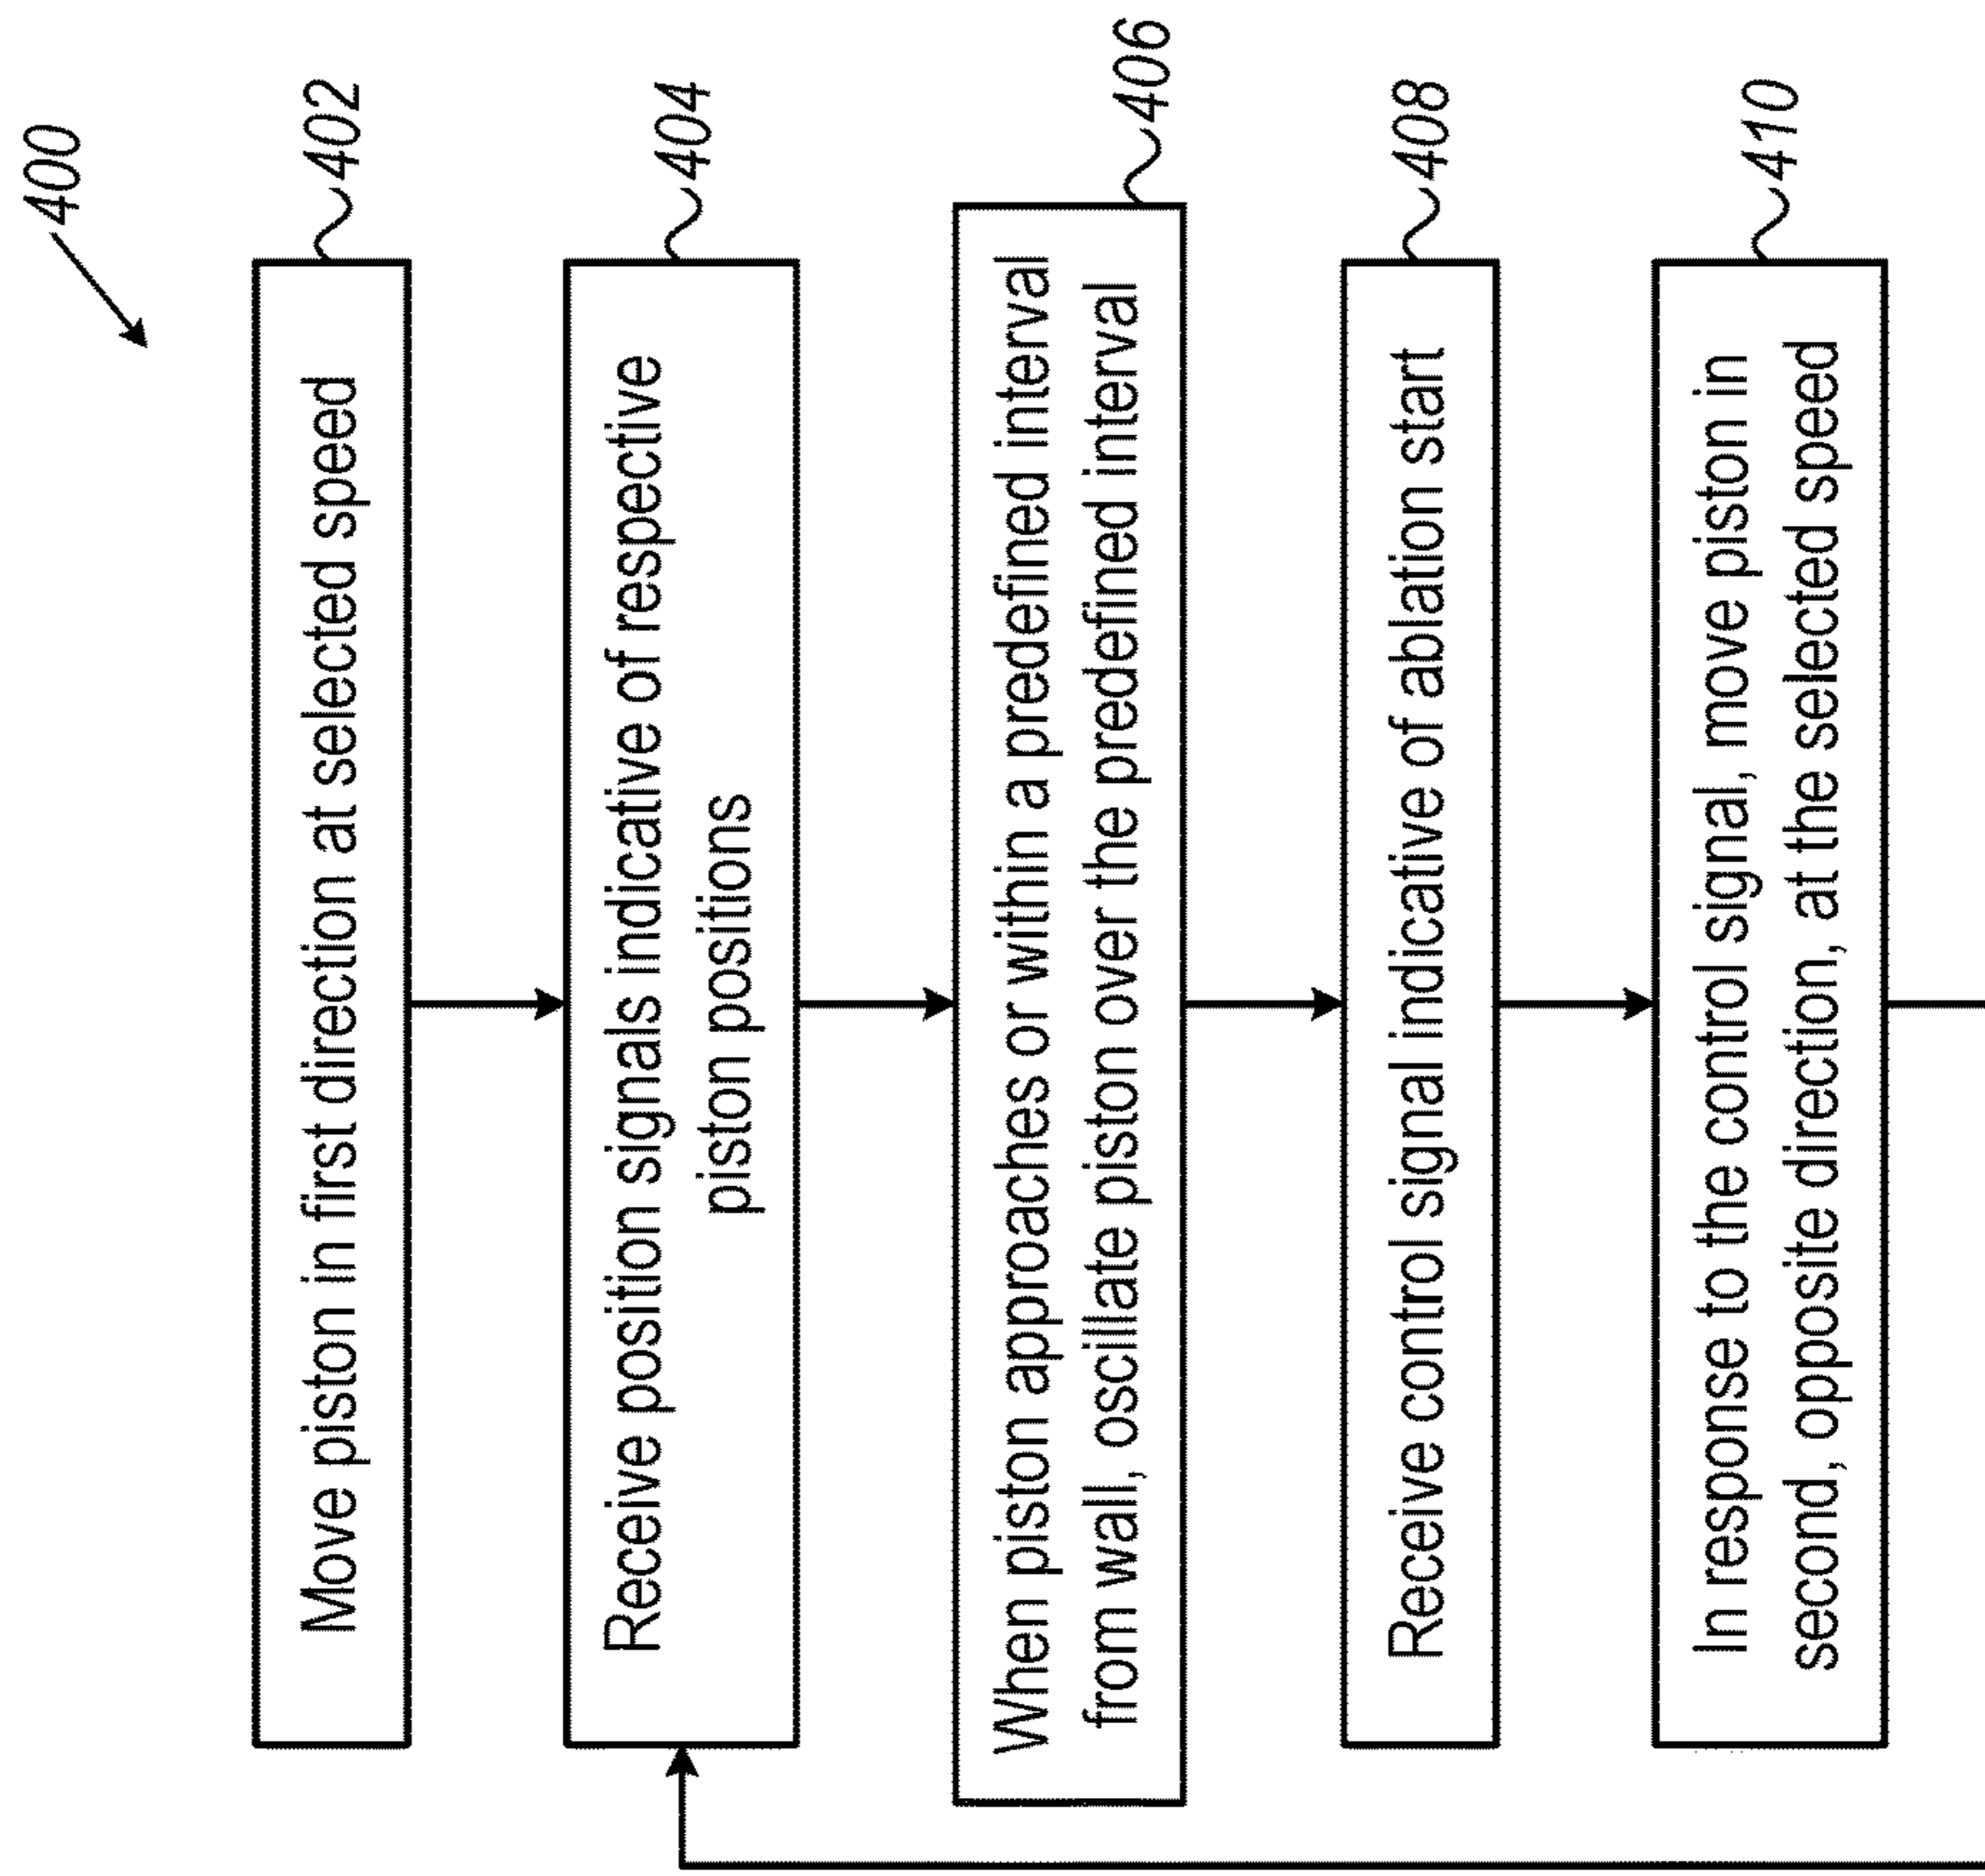 400
Move piston in first direction at selected speed
402
Receive position signals indicative of respective
piston positions
404
When piston approaches or within a predefined interval
from wall, oscillate piston over the predefined interval
406
Receive control signal indicative of ablation start
408
In response to the control signal, move piston in
second, opposite direction, at the selected speed
410